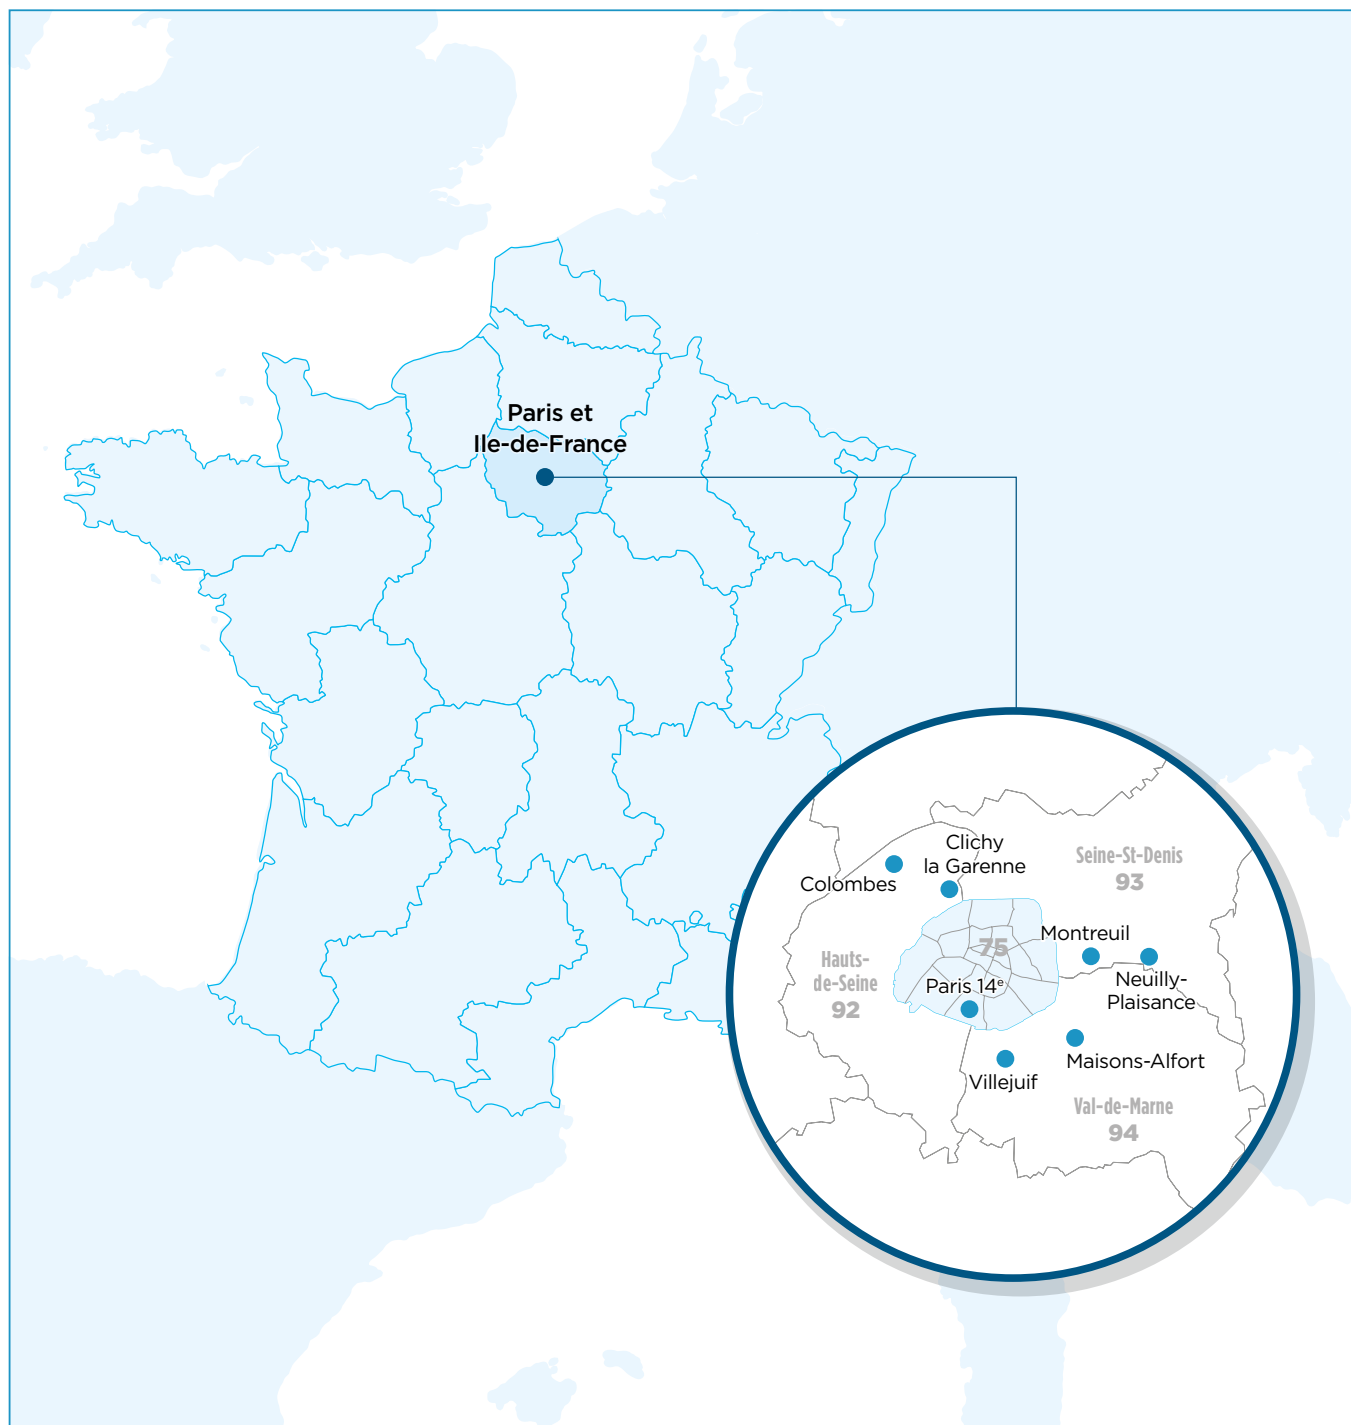 Paris et
Ile-de-France
Clichy
la Garenne
Colombes
Seine-St-Denis
93
Montreuil
75
Hauts-
de-Seine
92
Paris 14e
Neuilly-
Plaisance
Maisons-Alfort
Villejuif
Val-de-Marne
94